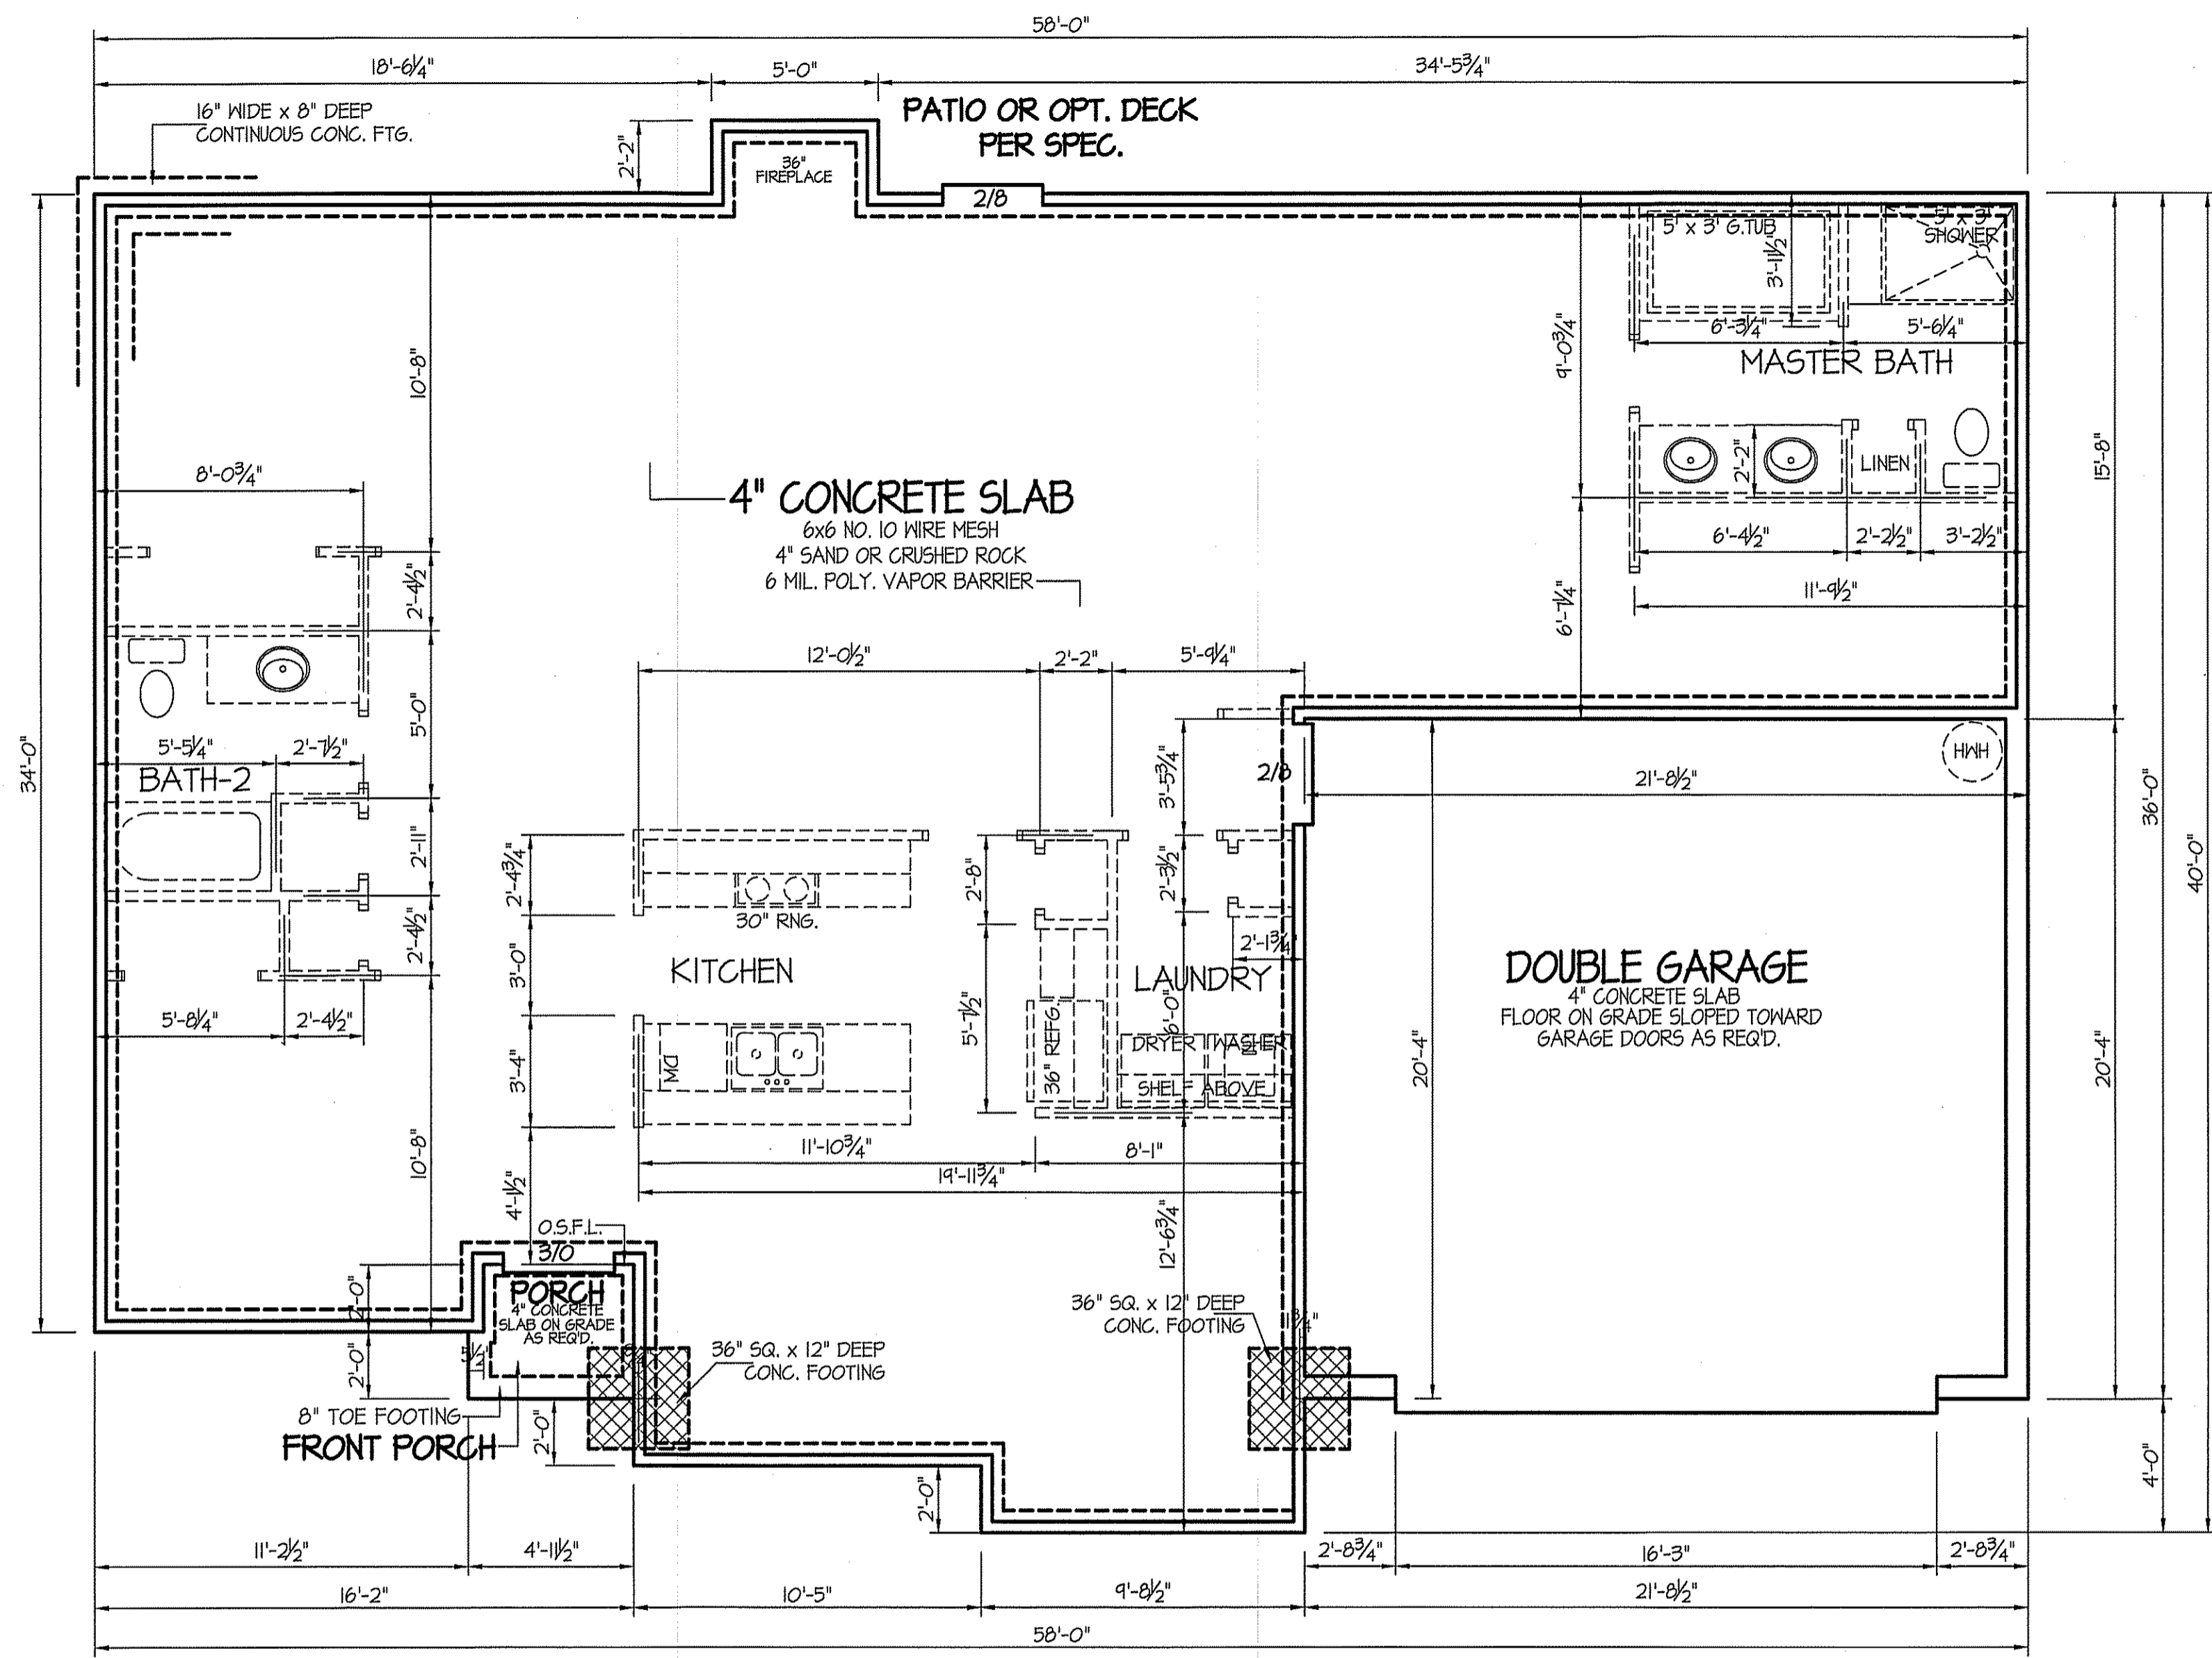 58'-0"
18'-6¼" 5'-0" 34'-5¾"
16" WIDE x 8" DEEP
CONTINUOUS CONC. FTG.
PATIO OR OPT. DECK
PER SPEC.
2'-2"
36"
FIREPLACE
2/8
5' x 3' G.TUB
5' x 3'
SHOWER
3'-11½"
6'-3¼" 5'-6¼"
MASTER BATH
9'-0¾"
10'-8"
15'-8"
2'-2"
LINEN
8'-0¾"
4" CONCRETE SLAB
6x6 NO. 10 WIRE MESH
4" SAND OR CRUSHED ROCK
6 MIL. POLY. VAPOR BARRIER
6'-4½" 2'-2½" 3'-2½"
11'-9½"
6'-7¼"
2'-4½"
12'-0½" 2'-2" 5'-9¼"
5'-0"
5'-5¼" 2'-7½"
BATH-2
34'-0"
3'-5¾"
2/8
HWH
21'-8½"
36'-0"
40'-0"
2'-11"
2'-4¾"
2'-8"
2'-3½"
30" RNG.
2'-4½"
3'-0"
KITCHEN
2'-1¾"
LAUNDRY
DOUBLE GARAGE
4" CONCRETE SLAB
FLOOR ON GRADE SLOPED TOWARD
GARAGE DOORS AS REQ'D.
5'-8¼" 2'-4½"
5'-7½"
6'-0"
3'-4"
DW
36" REFG.
DRYER WASHER
SHELF ABOVE
20'-4"
20'-4"
10'-8"
11'-10¾" 8'-1"
19'-11¾"
4'-1½"
12'-6¾"
O.S.F.L.
3/0
PORCH
4" CONCRETE
SLAB ON GRADE
AS REQ'D.
2'-0"
2'-0"
5½"
36" SQ. x 12" DEEP
CONC. FOOTING
36" SQ. x 12" DEEP
CONC. FOOTING
8" TOE FOOTING
FRONT PORCH
2'-0"
2'-0"
4'-0"
11'-2½" 4'-11½" 2'-8¾" 16'-3" 2'-8¾"
16'-2" 10'-5" 9'-8½" 21'-8½"
58'-0"